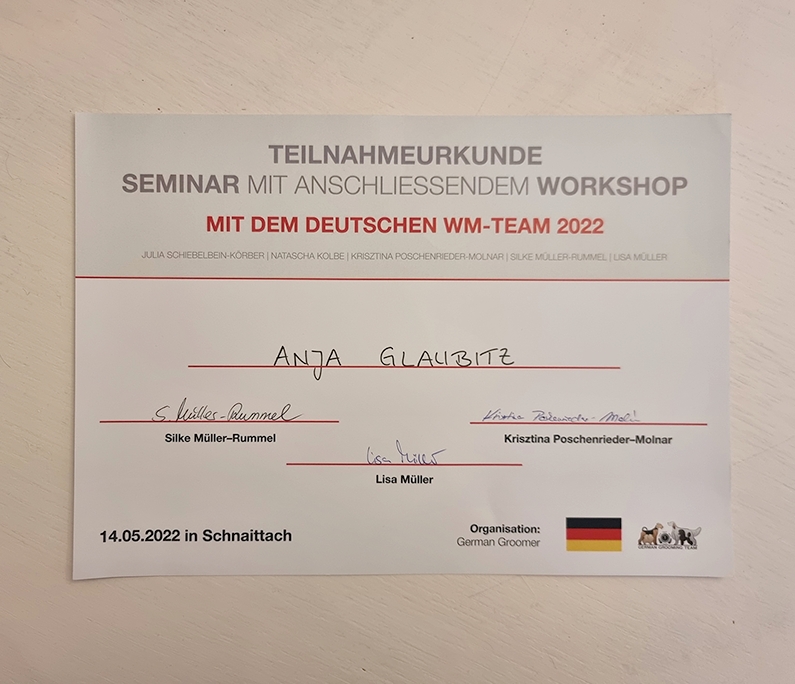 TEILNAHMEURKUNDE
SEMINAR MIT ANSCHLIESSENDEM WORKSHOP
MIT DEM DEUTSCHEN WM-TEAM 2022
JULIA SCHIEBELBEIN-KÖRBER | NATASCHA KOLBE | KRISZTINA POSCHENRIEDER-MOLNAR | SILKE MÜLLER-RUMMEL | LISA MÜLLER
ANJA GLAUBITZ
S. Müller-Rummel
Silke Müller–Rummel
Krisztina Poschenrieder–Molnar
Lisa Müller
Lisa Müller
14.05.2022 in Schnaittach
Organisation:
German Groomer
GERMAN GROOMING TEAM